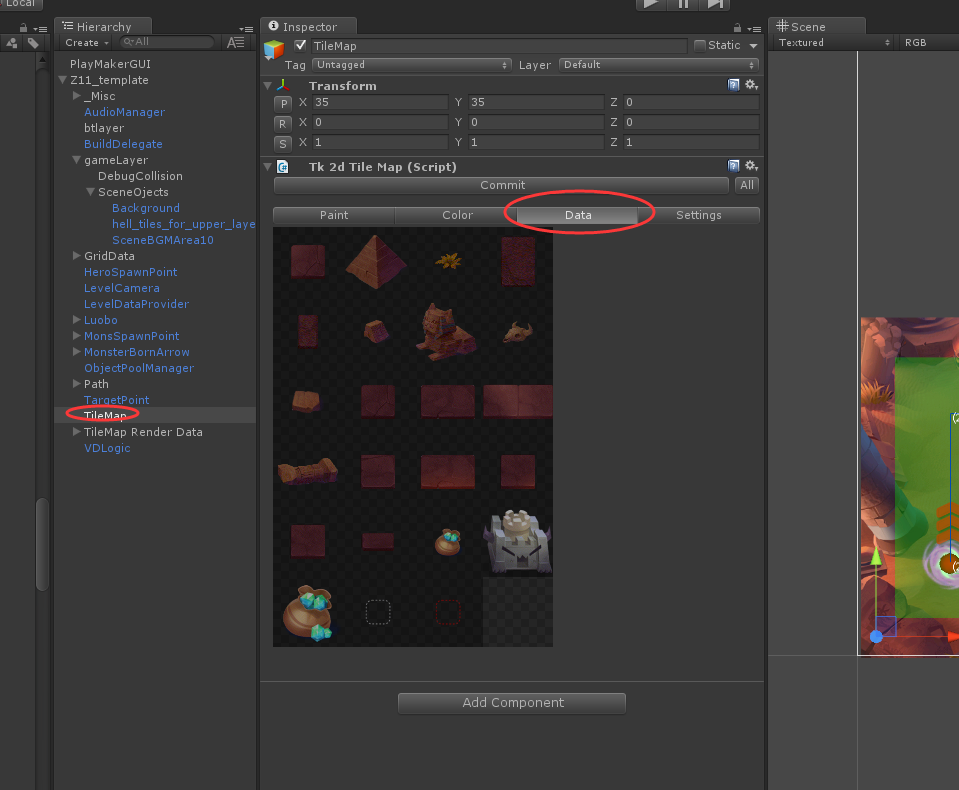 Local
Hierarchy
Create
All
PlayMakerGUI
Z11_template
_Misc
AudioManager
btlayer
BuildDelegate
gameLayer
DebugCollision
SceneOjects
Background
hell_tiles_for_upper_laye
SceneBGMArea10
GridData
HeroSpawnPoint
LevelCamera
LevelDataProvider
Luobo
MonsSpawnPoint
MonsterBornArrow
ObjectPoolManager
Path
TargetPoint
TileMap
TileMap Render Data
VDLogic
Inspector
TileMap
Static
Tag Untagged Layer Default
Transform
P X 35 Y 35 Z 0
R X 0 Y 0 Z 0
S X 1 Y 1 Z 1
Tk 2d Tile Map (Script)
Commit All
Paint Color Data Settings
Add Component
Scene
Textured RGB
(2
(2